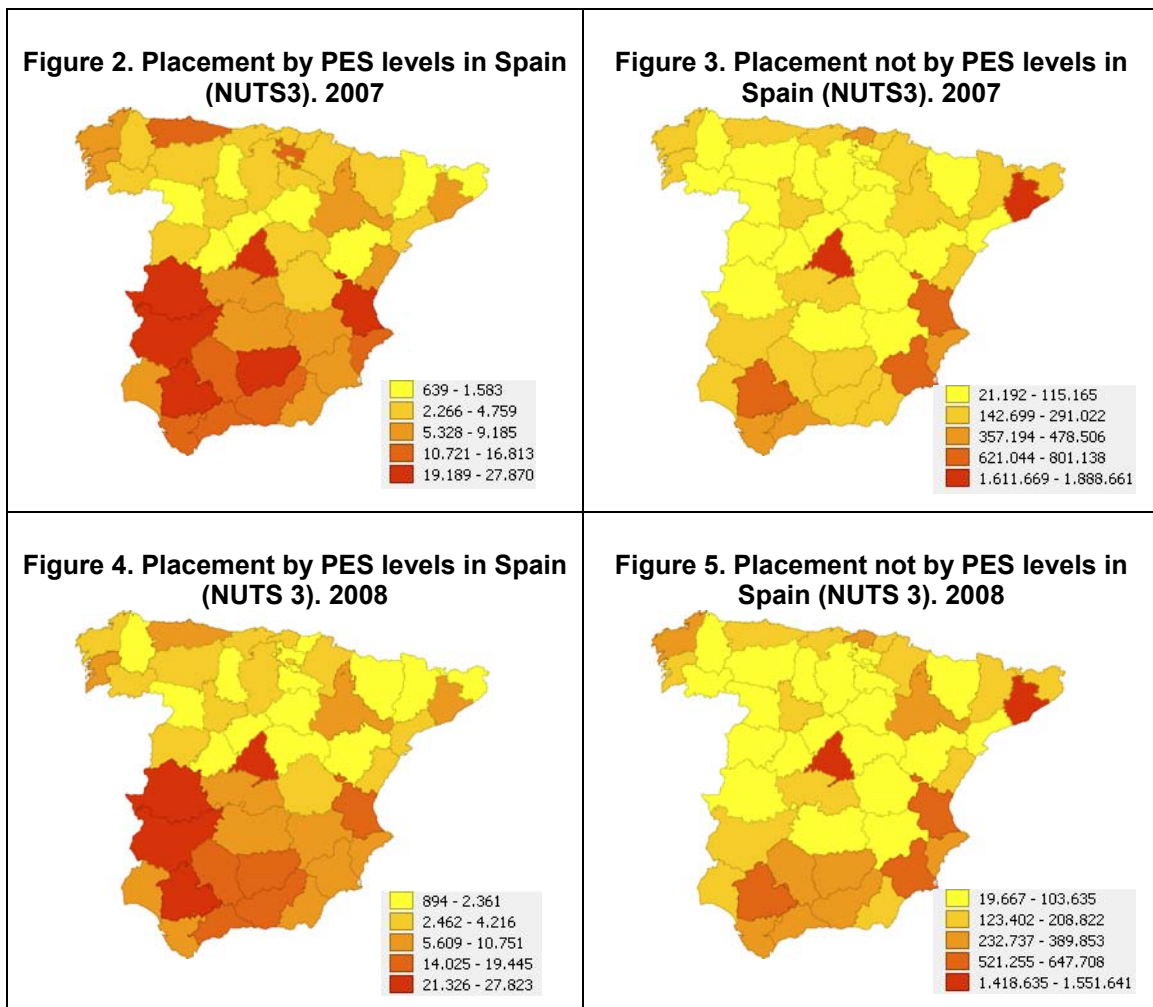 Figure 2. Placement by PES levels in Spain
(NUTS3). 2007
639 - 1.583
2.266 - 4.759
5.328 - 9.185
10.721 - 16.813
19.189 - 27.870
Figure 3. Placement not by PES levels in
Spain (NUTS3). 2007
21.192 - 115.165
142.699 - 291.022
357.194 - 478.506
621.044 - 801.138
1.611.669 - 1.888.661
Figure 4. Placement by PES levels in Spain
(NUTS 3). 2008
894 - 2.361
2.462 - 4.216
5.609 - 10.751
14.025 - 19.445
21.326 - 27.823
Figure 5. Placement not by PES levels in
Spain (NUTS 3). 2008
19.667 - 103.635
123.402 - 208.822
232.737 - 389.853
521.255 - 647.708
1.418.635 - 1.551.641